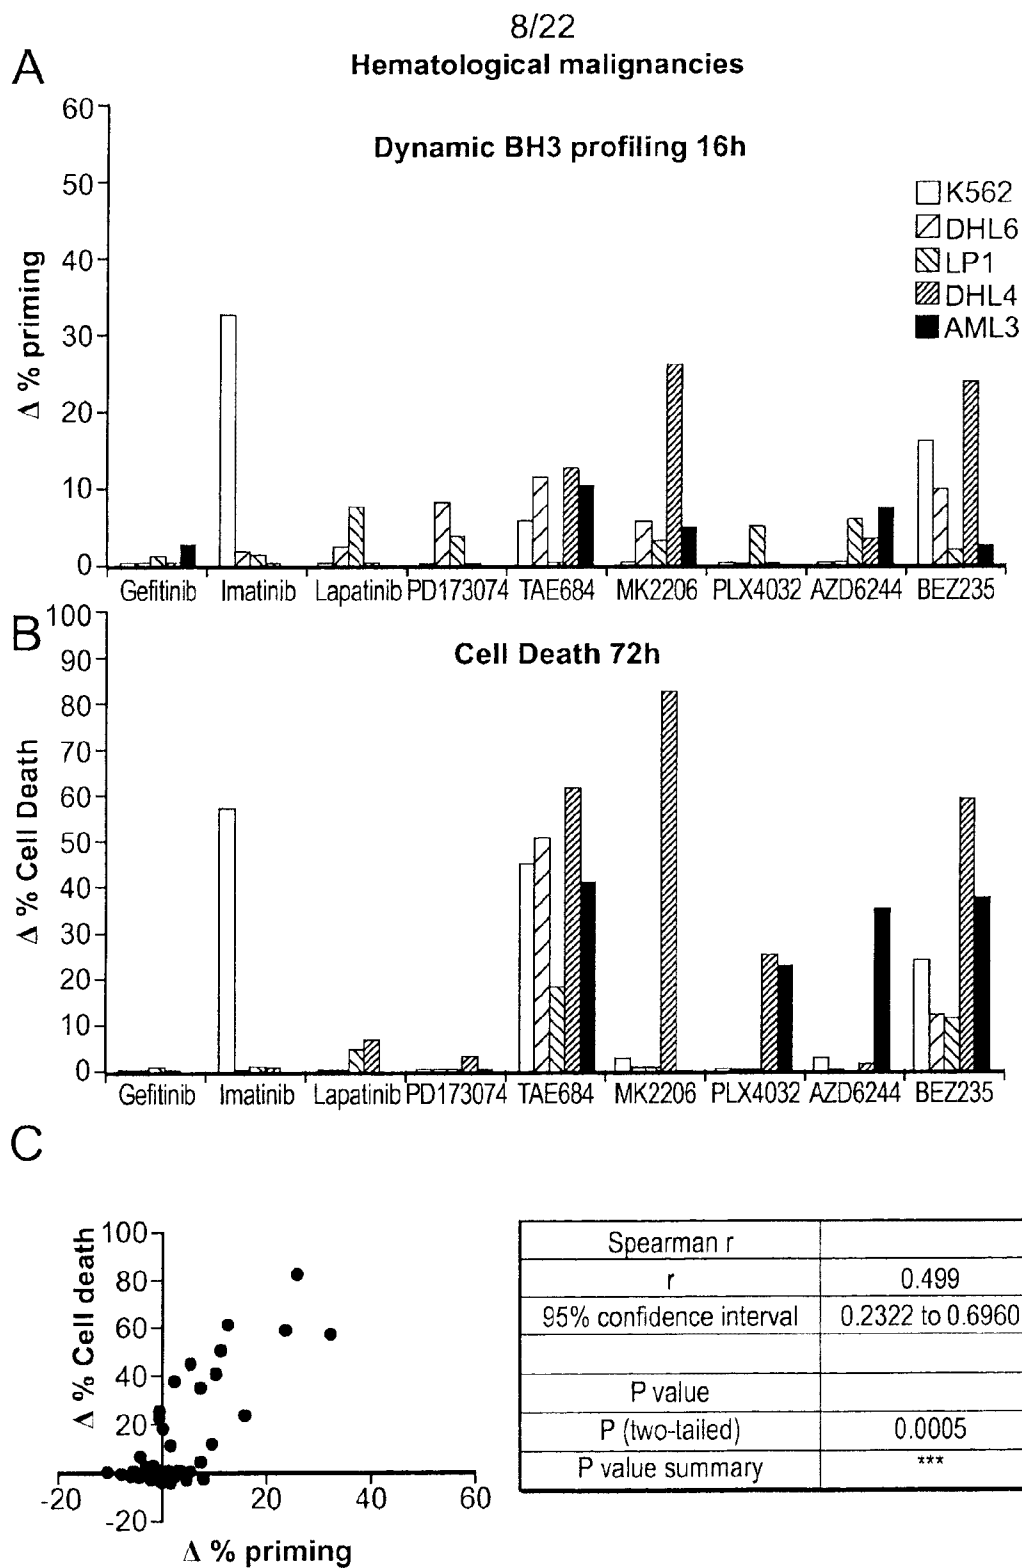 8/22
A
Hematological malignancies
Dynamic BH3 profiling 16h
60
50
40
30
20
10
0
Δ % priming
K562
DHL6
LP1
DHL4
AML3
Gefitinib Imatinib Lapatinib PD173074 TAE684 MK2206 PLX4032 AZD6244 BEZ235
B
Cell Death 72h
100
90
80
70
60
50
40
30
20
10
0
Δ % Cell Death
Gefitinib Imatinib Lapatinib PD173074 TAE684 MK2206 PLX4032 AZD6244 BEZ235
C
Δ % Cell death
100
80
60
40
20
-20
-20 20 40 60
Δ % priming
Spearman r
r 0.499
95% confidence interval 0.2322 to 0.6960
P value
P (two-tailed) 0.0005
P value summary ***